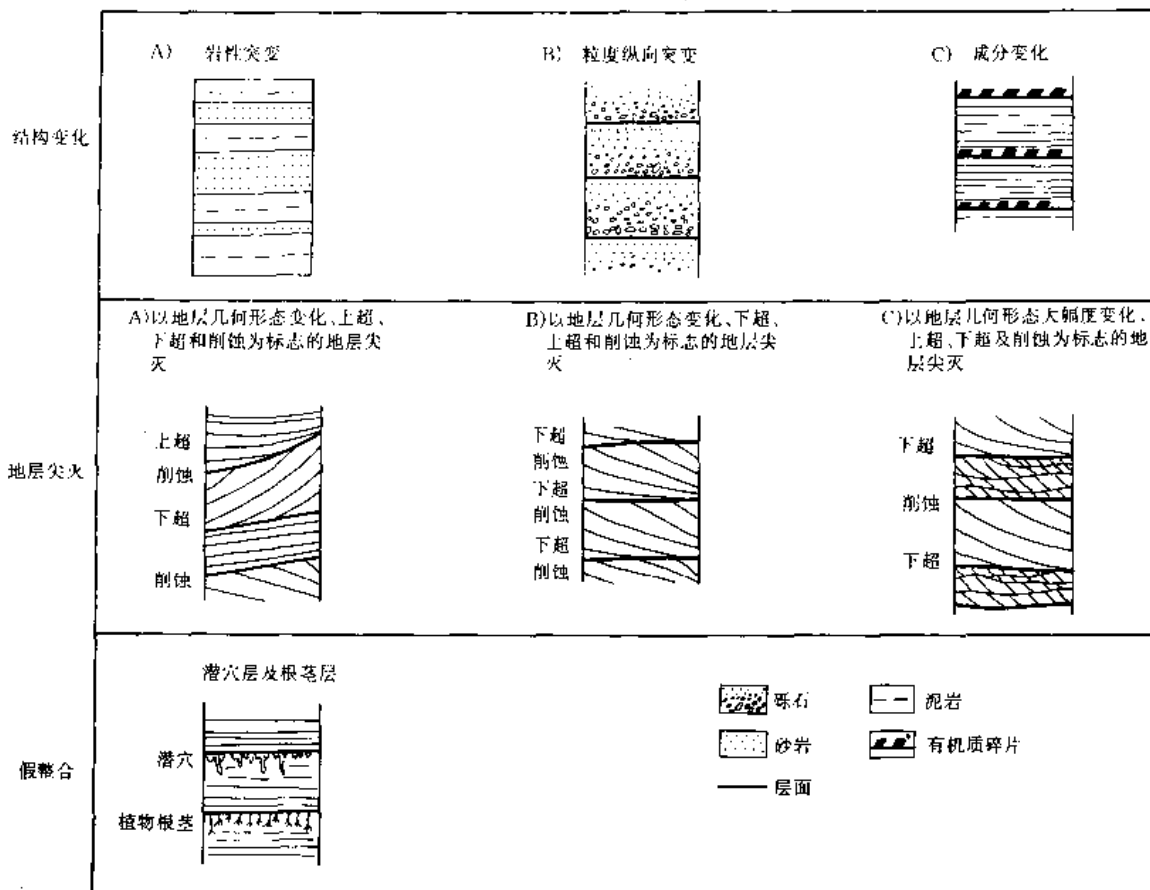 结构变化
A) 岩性突变
B) 粒度纵向突变
C) 成分变化
地层尖灭
A)以地层几何形态变化、上超、
下超和削蚀为标志的地层尖
灭
上超
削蚀
下超
削蚀
B)以地层几何形态变化、下超、
上超和削蚀为标志的地层尖
灭
下超
削蚀
下超
削蚀
下超
削蚀
C)以地层几何形态大幅度变化、
上超、下超及削蚀为标志的地
层尖灭
下超
削蚀
下超
假整合
潜穴层及根茎层
潜穴
植物根茎
砾石
泥岩
砂岩
有机质碎片
层面